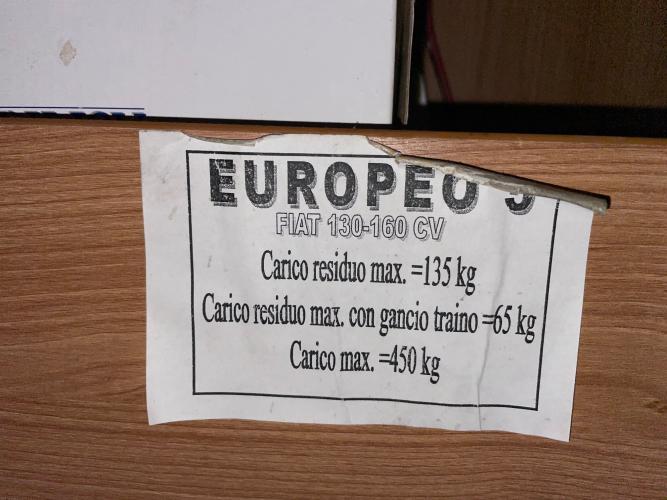 EUROPEO
FIAT 130-160 CV
Carico residuo max. =135 kg
Carico residuo max. con gancio traino =65 kg
Carico max. =450 kg